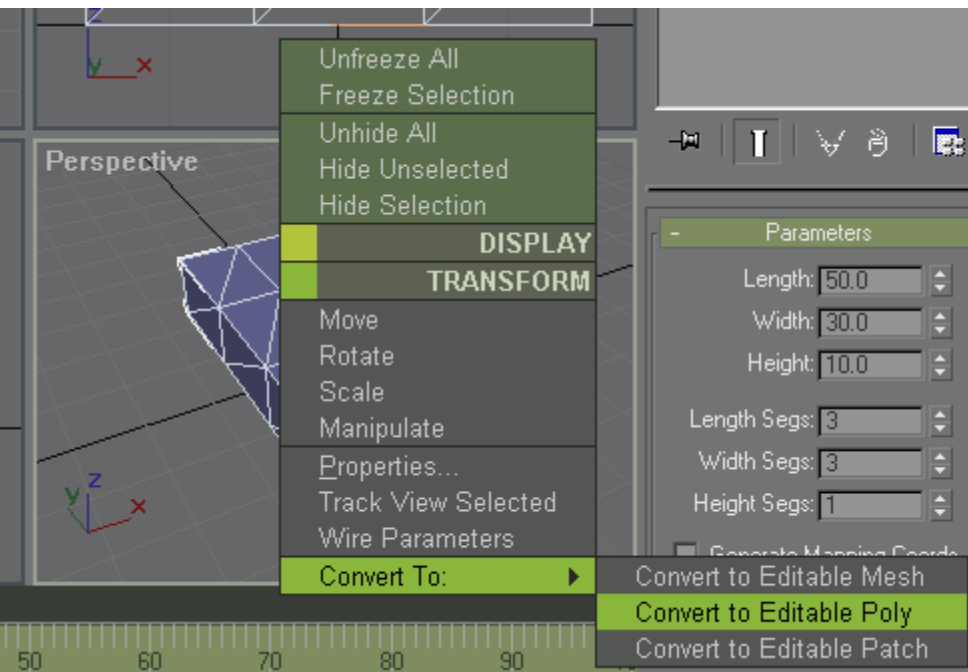 z
y x
Perspective
z
y x
Unfreeze All
Freeze Selection
Unhide All
Hide Unselected
Hide Selection
DISPLAY
TRANSFORM
Move
Rotate
Scale
Manipulate
Properties...
Track View Selected
Wire Parameters
Convert To:
Convert to Editable Mesh
Convert to Editable Poly
Convert to Editable Patch
- Parameters
Length: 50.0
Width: 30.0
Height: 10.0
Length Segs: 3
Width Segs: 3
Height Segs: 1
Generate Mapping Coords
50 60 70 80 90